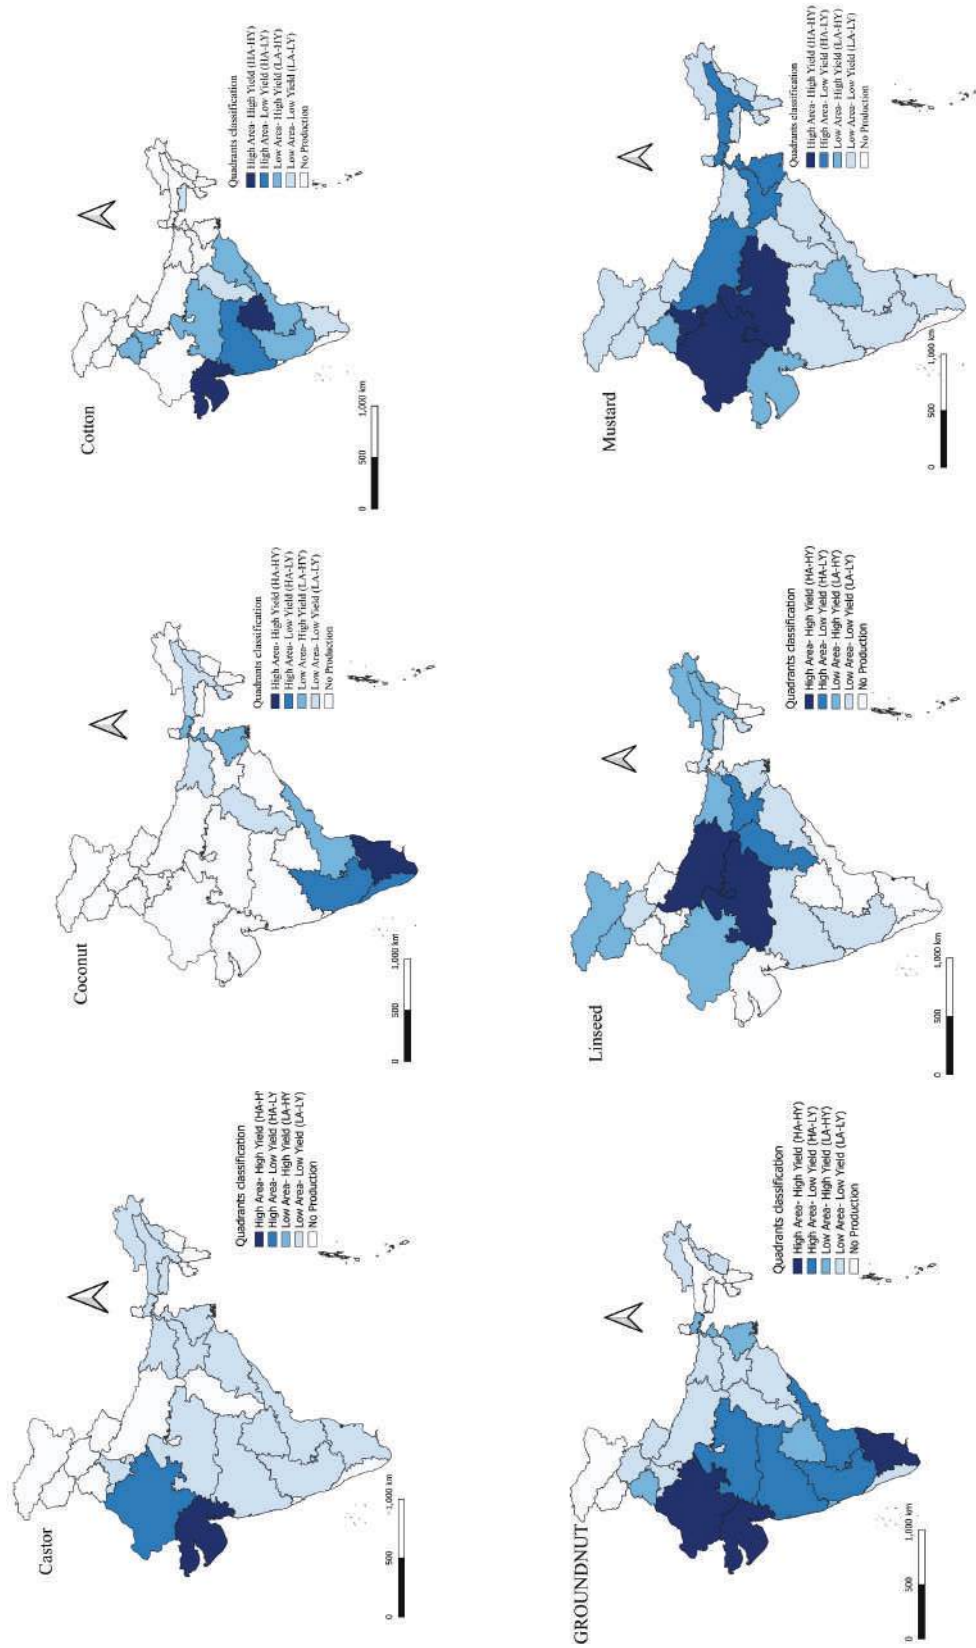 Castor
Quadrants classification
High Area- High Yield (HA-H
High Area- Low Yield (HA-LY
Low Area- High Yield (LA-HY
Low Area- Low Yield (LA-LY)
No Production
0 500 1,000 km
Coconut
Quadrants classification
High Area- High Yield (HA-HY)
High Area- Low Yield (HA-LY)
Low Area- High Yield (LA-HY)
Low Area- Low Yield (LA-LY)
No Production
0 500 1,000 km
Cotton
Quadrants classification
High Area- High Yield (HA-HY)
High Area- Low Yield (HA-LY)
Low Area- High Yield (LA-HY)
Low Area- Low Yield (LA-LY)
No Production
0 500 1,000 km
GROUNDNUT
Quadrants classification
High Area- High Yield (HA-HY)
High Area- Low Yield (HA-LY)
Low Area- High Yield (LA-HY)
Low Area- Low Yield (LA-LY)
No Production
0 500 1,000 km
Linseed
Quadrants classification
High Area- High Yield (HA-HY)
High Area- Low Yield (HA-LY)
Low Area- High Yield (LA-HY)
Low Area- Low Yield (LA-LY)
No Production
0 500 1,000 km
Mustard
Quadrants classification
High Area- High Yield (HA-HY)
High Area- Low Yield (HA-LY)
Low Area- High Yield (LA-HY)
Low Area- Low Yield (LA-LY)
No Production
0 500 1,000 km